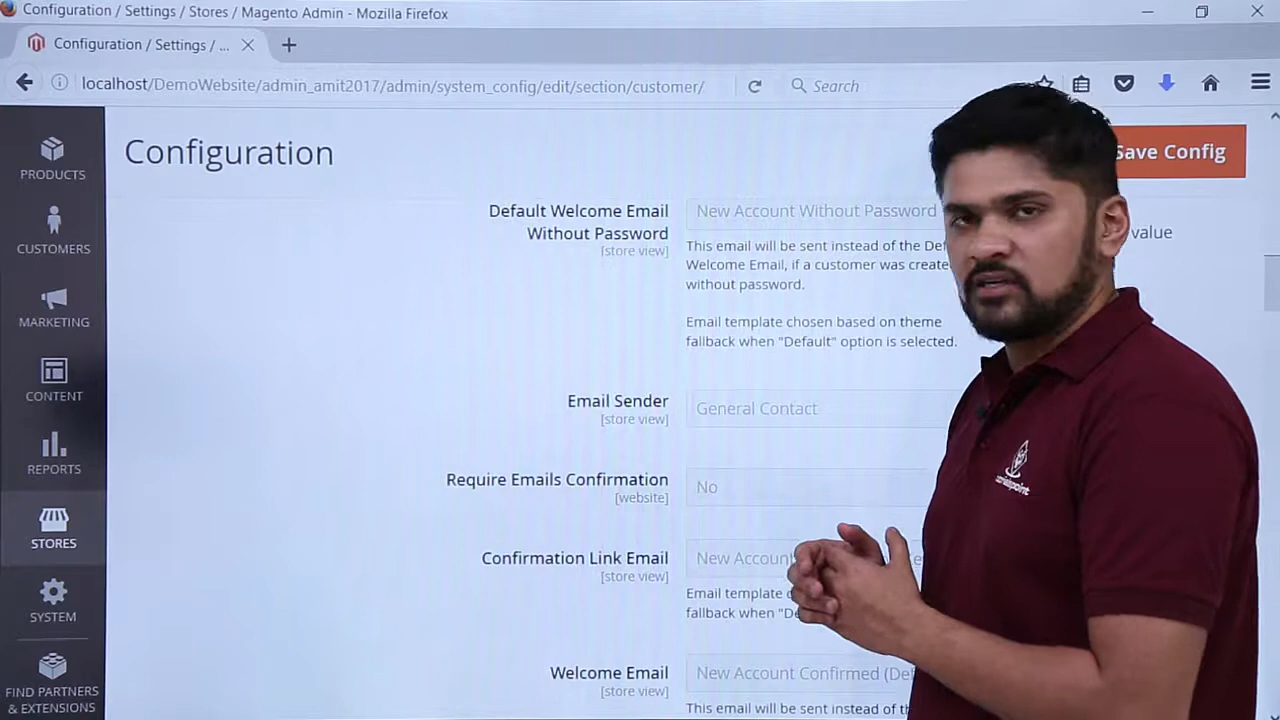 Configuration / Settings / Stores / Magento Admin - Mozilla Firefox
Configuration / Settings / ...
localhost/DemoWebsite/admin_amit2017/admin/system_config/edit/section/customer/
Search
Configuration
Save Config
PRODUCTS
CUSTOMERS
MARKETING
CONTENT
REPORTS
STORES
SYSTEM
FIND PARTNERS
& EXTENSIONS
Default Welcome Email
Without Password
[store view]
New Account Without Password
value
This email will be sent instead of the
Welcome Email, if a customer was
without password.
Email template chosen based on theme
fallback when "Default" option is selected.
Email Sender
[store view]
General Contact
Require Emails Confirmation
[website]
No
Confirmation Link Email
[store view]
New Account
Email template
fallback when
Welcome Email
[store view]
New Account Confirmed
This email will be sent instead of